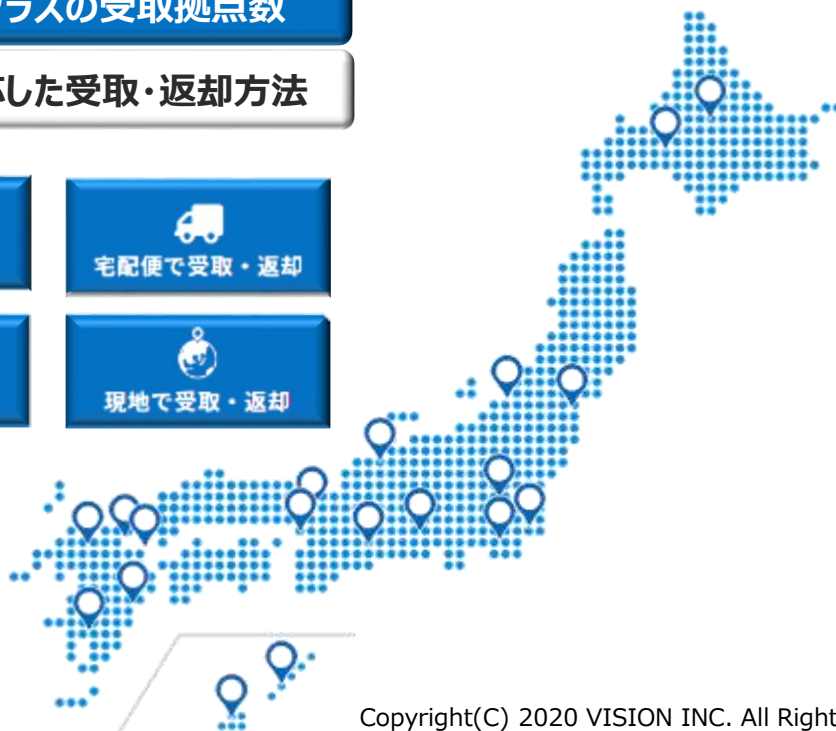 ラスの受取拠点数
した受取・返却方法
宅配便で受取・返却
現地で受取・返却
Copyright(C) 2020 VISION INC. All Right